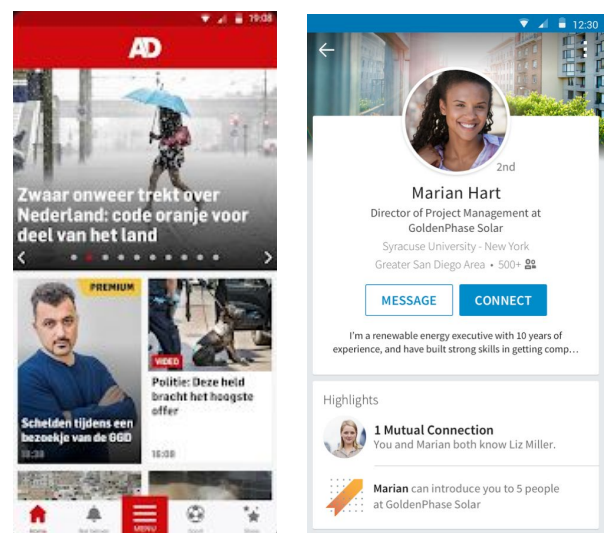 19:08
AD
Zwaar onweer trekt over
Nederland: code oranje voor
deel van het land
PREMIUM
Schelden tijdens een
bezoekje van de GGD
18:38
VIDEO
Politie: Deze held
bracht het hoogste
offer
16:08
Home
MENU
12:30
2nd
Marian Hart
Director of Project Management at
GoldenPhase Solar
Syracuse University - New York
Greater San Diego Area • 500+
MESSAGE
CONNECT
I'm a renewable energy executive with 10 years of
experience, and have built strong skills in getting comp...
Highlights
1 Mutual Connection
You and Marian both know Liz Miller.
Marian can introduce you to 5 people
at GoldenPhase Solar